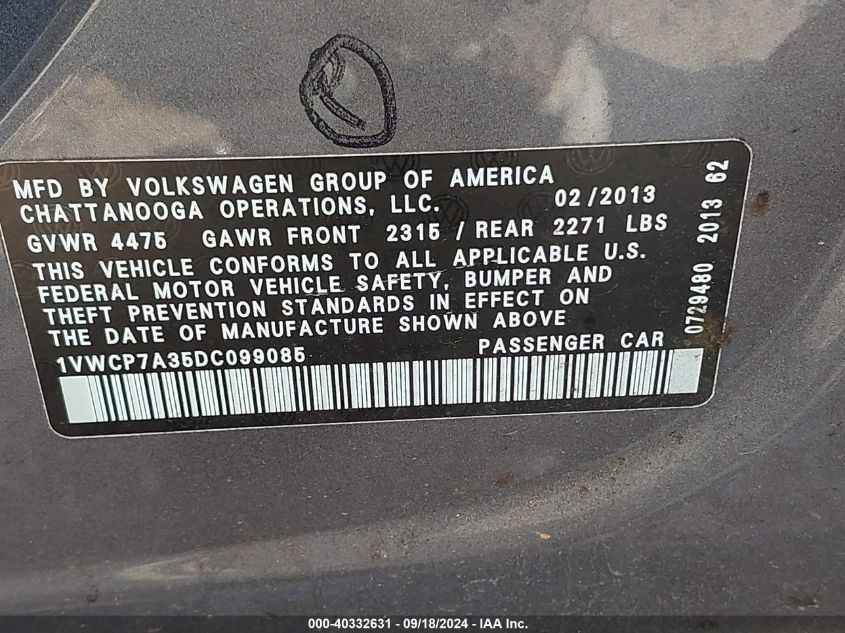 MFD BY VOLKSWAGEN GROUP OF AMERICA
CHATTANOOGA OPERATIONS, LLC. 02/2013
GVWR 4475 GAWR FRONT 2315 / REAR 2271 LBS
THIS VEHICLE CONFORMS TO ALL APPLICABLE U.S.
FEDERAL MOTOR VEHICLE SAFETY, BUMPER AND
THEFT PREVENTION STANDARDS IN EFFECT ON
THE DATE OF MANUFACTURE SHOWN ABOVE
1VWCP7A35DC099085 PASSENGER CAR
0729480 2013 62
000-40332631 - 09/18/2024 - IAA Inc.